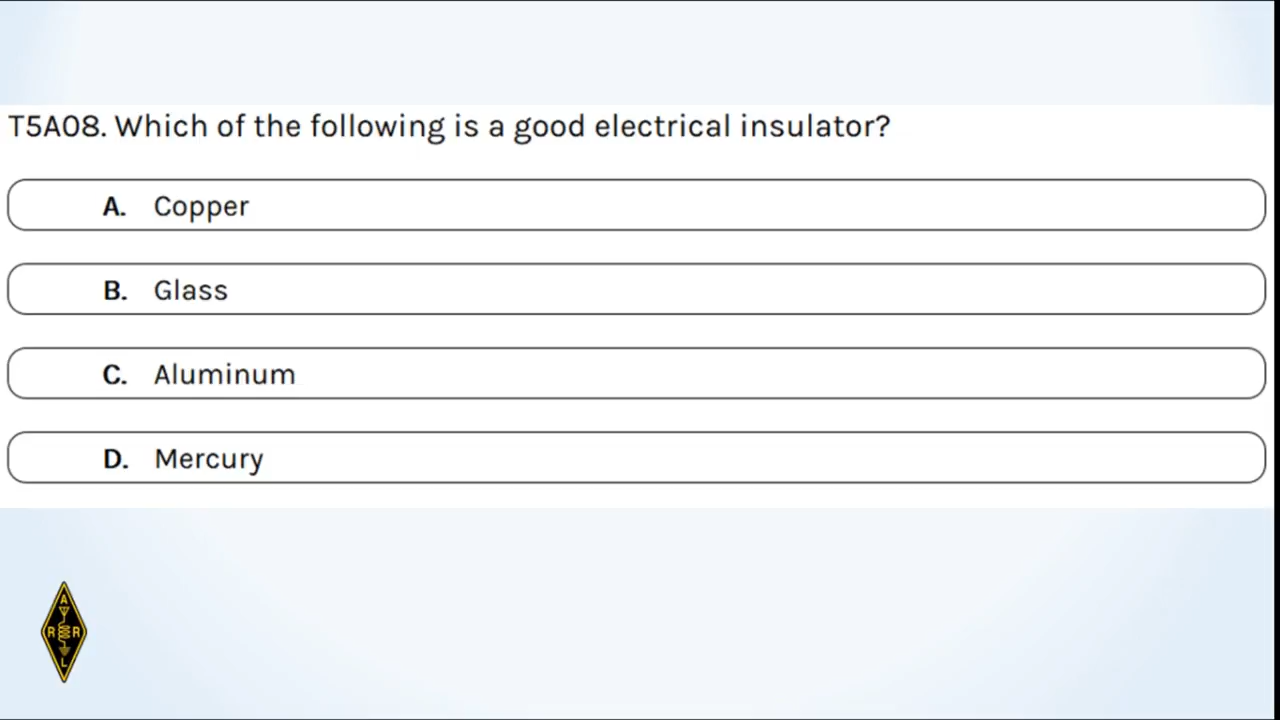 T5A08. Which of the following is a good electrical insulator?
A. Copper
B. Glass
C. Aluminum
D. Mercury
A
R R
L